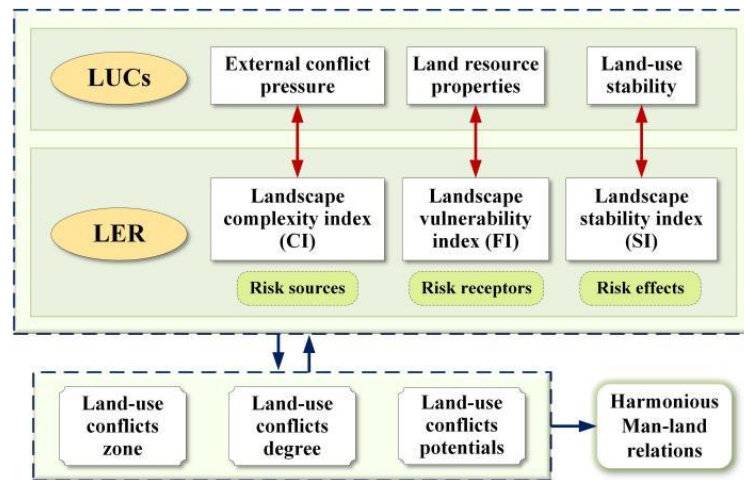 LUCs
External conflict
pressure
Land resource
properties
Land-use
stability
LER
Landscape
complexity index
(CI)
Landscape
vulnerability
index (FI)
Landscape
stability index
(SI)
Risk sources
Risk receptors
Risk effects
Land-use
conflicts
zone
Land-use
conflicts
degree
Land-use
conflicts
potentials
Harmonious
Man-land
relations